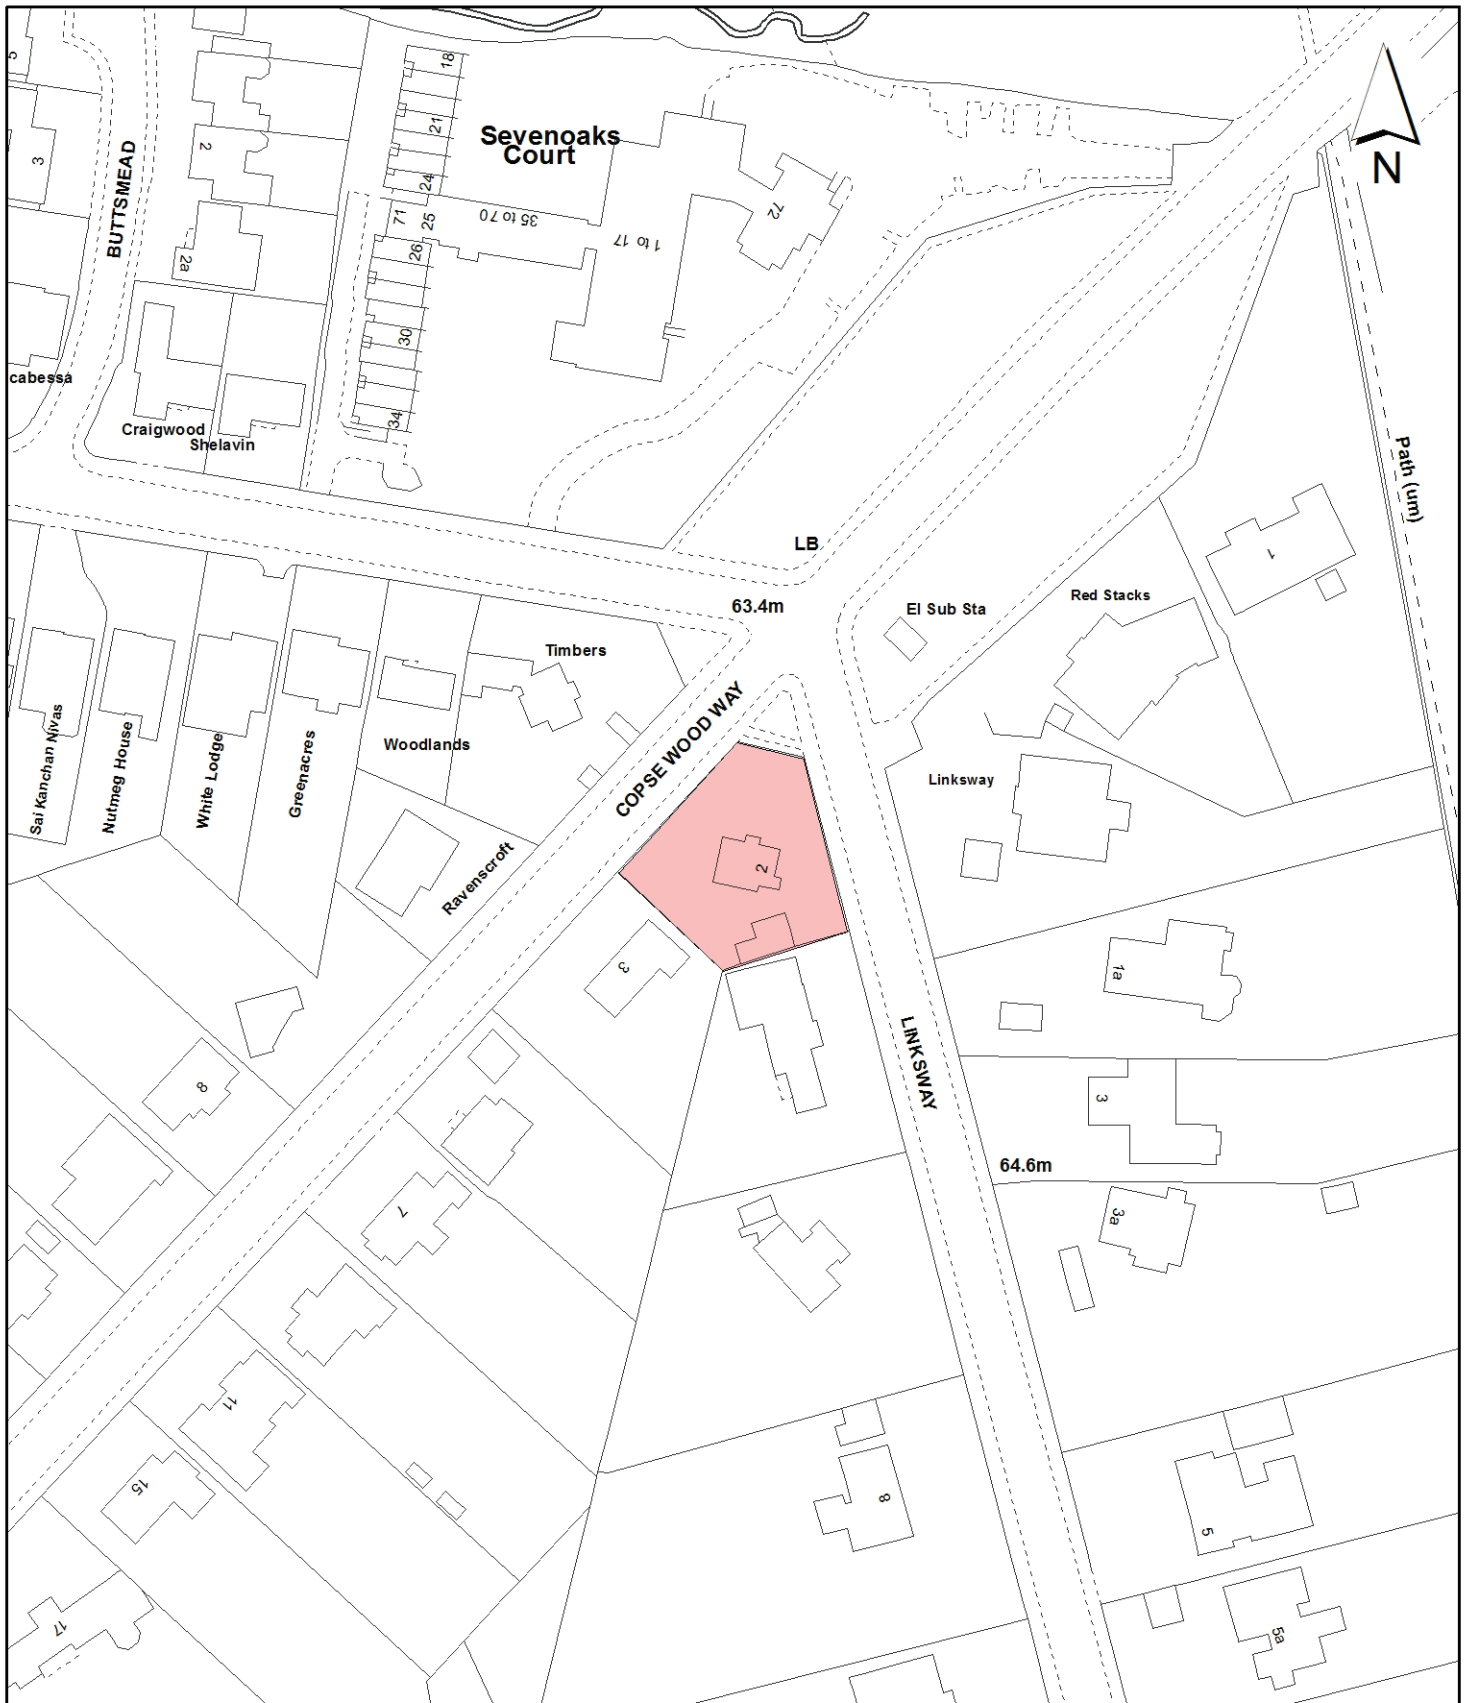 5
18
3
BUTTSMEAD
2
21
Sevenoaks
Court
N
24
2a
71
25
35 to 70
26
1 to 17
72
30
cabessa
34
Craigwood
Shelavin
Path (um)
LB
1
63.4m
El Sub Sta
Red Stacks
Timbers
COPSE WOOD WAY
Sai Kanchan Nivas
Nutmeg House
White Lodge
Greenacres
Woodlands
Linksway
Ravenscroft
2
3
1a
LINKSWAY
8
3
7
64.6m
3a
11
15
8
5
17
5a